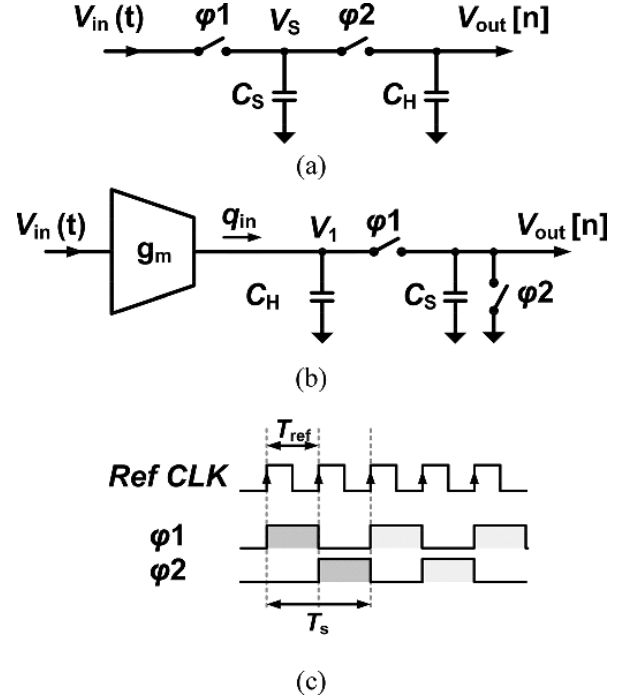 Vin (t) φ1 VS φ2 Vout [n]
CS CH
(a)
Vin (t) gm qin V1 φ1 Vout [n]
CH CS φ2
(b)
Tref
Ref CLK
φ1
φ2
Ts
(c)